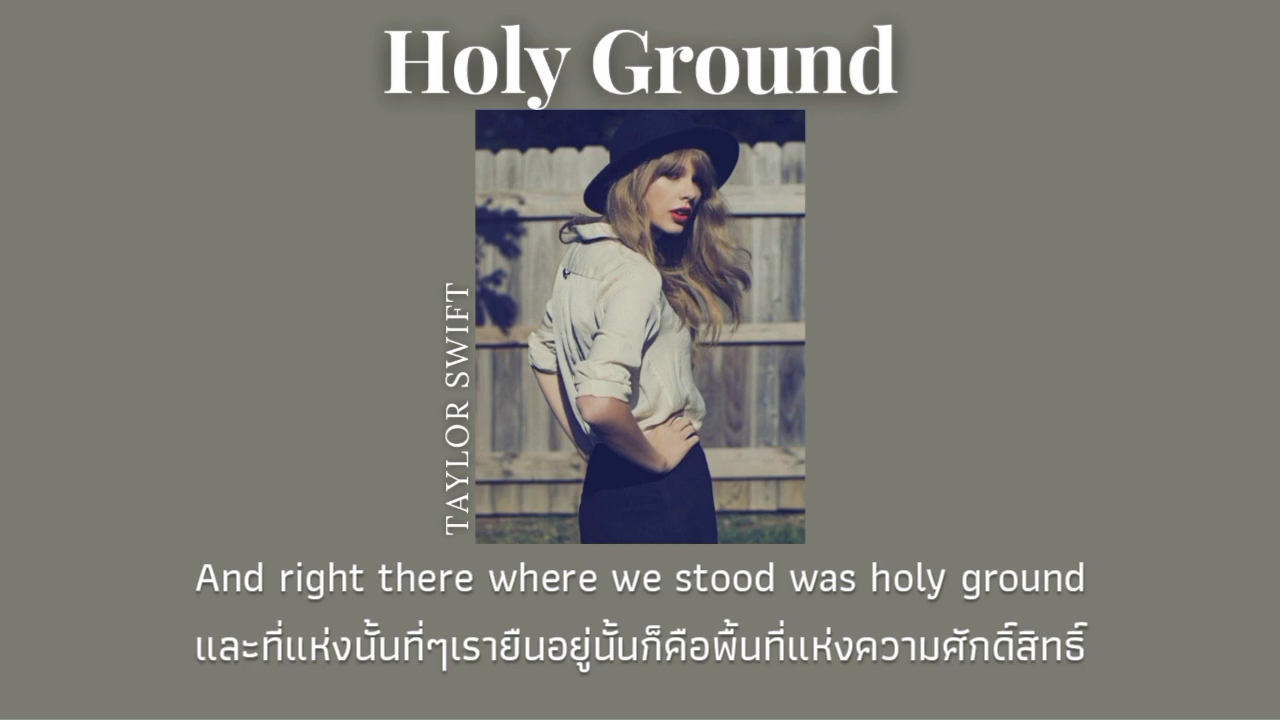 Holy Ground
TAYLOR SWIFT
And right there where we stood was holy ground
และที่แห่งนั้นที่ๆเรายืนอยู่นั้นก็คือพื้นที่แห่งความศักดิ์สิทธิ์